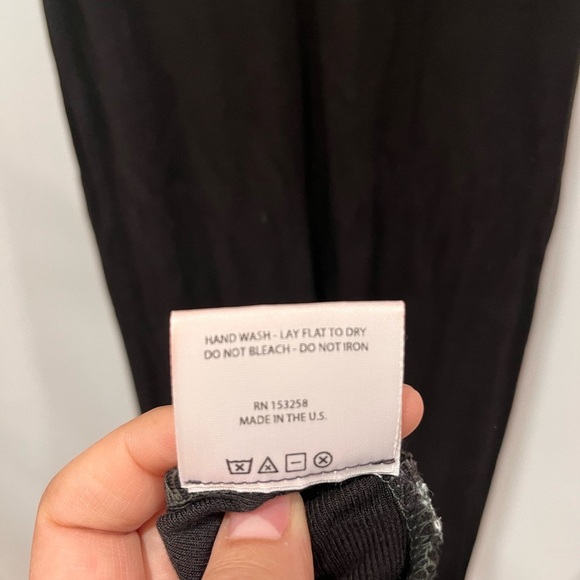 HAND WASH - LAY FLAT TO DRY
DO NOT BLEACH - DO NOT IRON
RN 153258
MADE IN THE U.S.